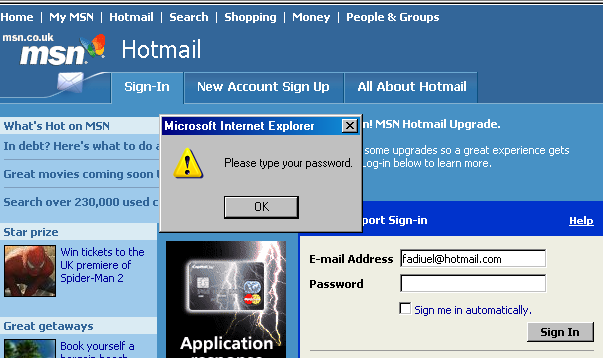 Home | My MSN | Hotmail | Search | Shopping | Money | People & Groups
msn.co.uk
msn Hotmail
Sign-In New Account Sign Up All About Hotmail
What's Hot on MSN
In debt? Here's what to do a
Great movies coming soon
Search over 230,000 used c
Star prize
Win tickets to the
UK premiere of
Spider-Man 2
Great getaways
Book yourself a
Microsoft Internet Explorer
Please type your password.
OK
n! MSN Hotmail Upgrade.
some upgrades so a great experience gets
Log-in below to learn more.
Application
port Sign-in Help
E-mail Address fadiuel@hotmail.com
Password
Sign me in automatically.
Sign In